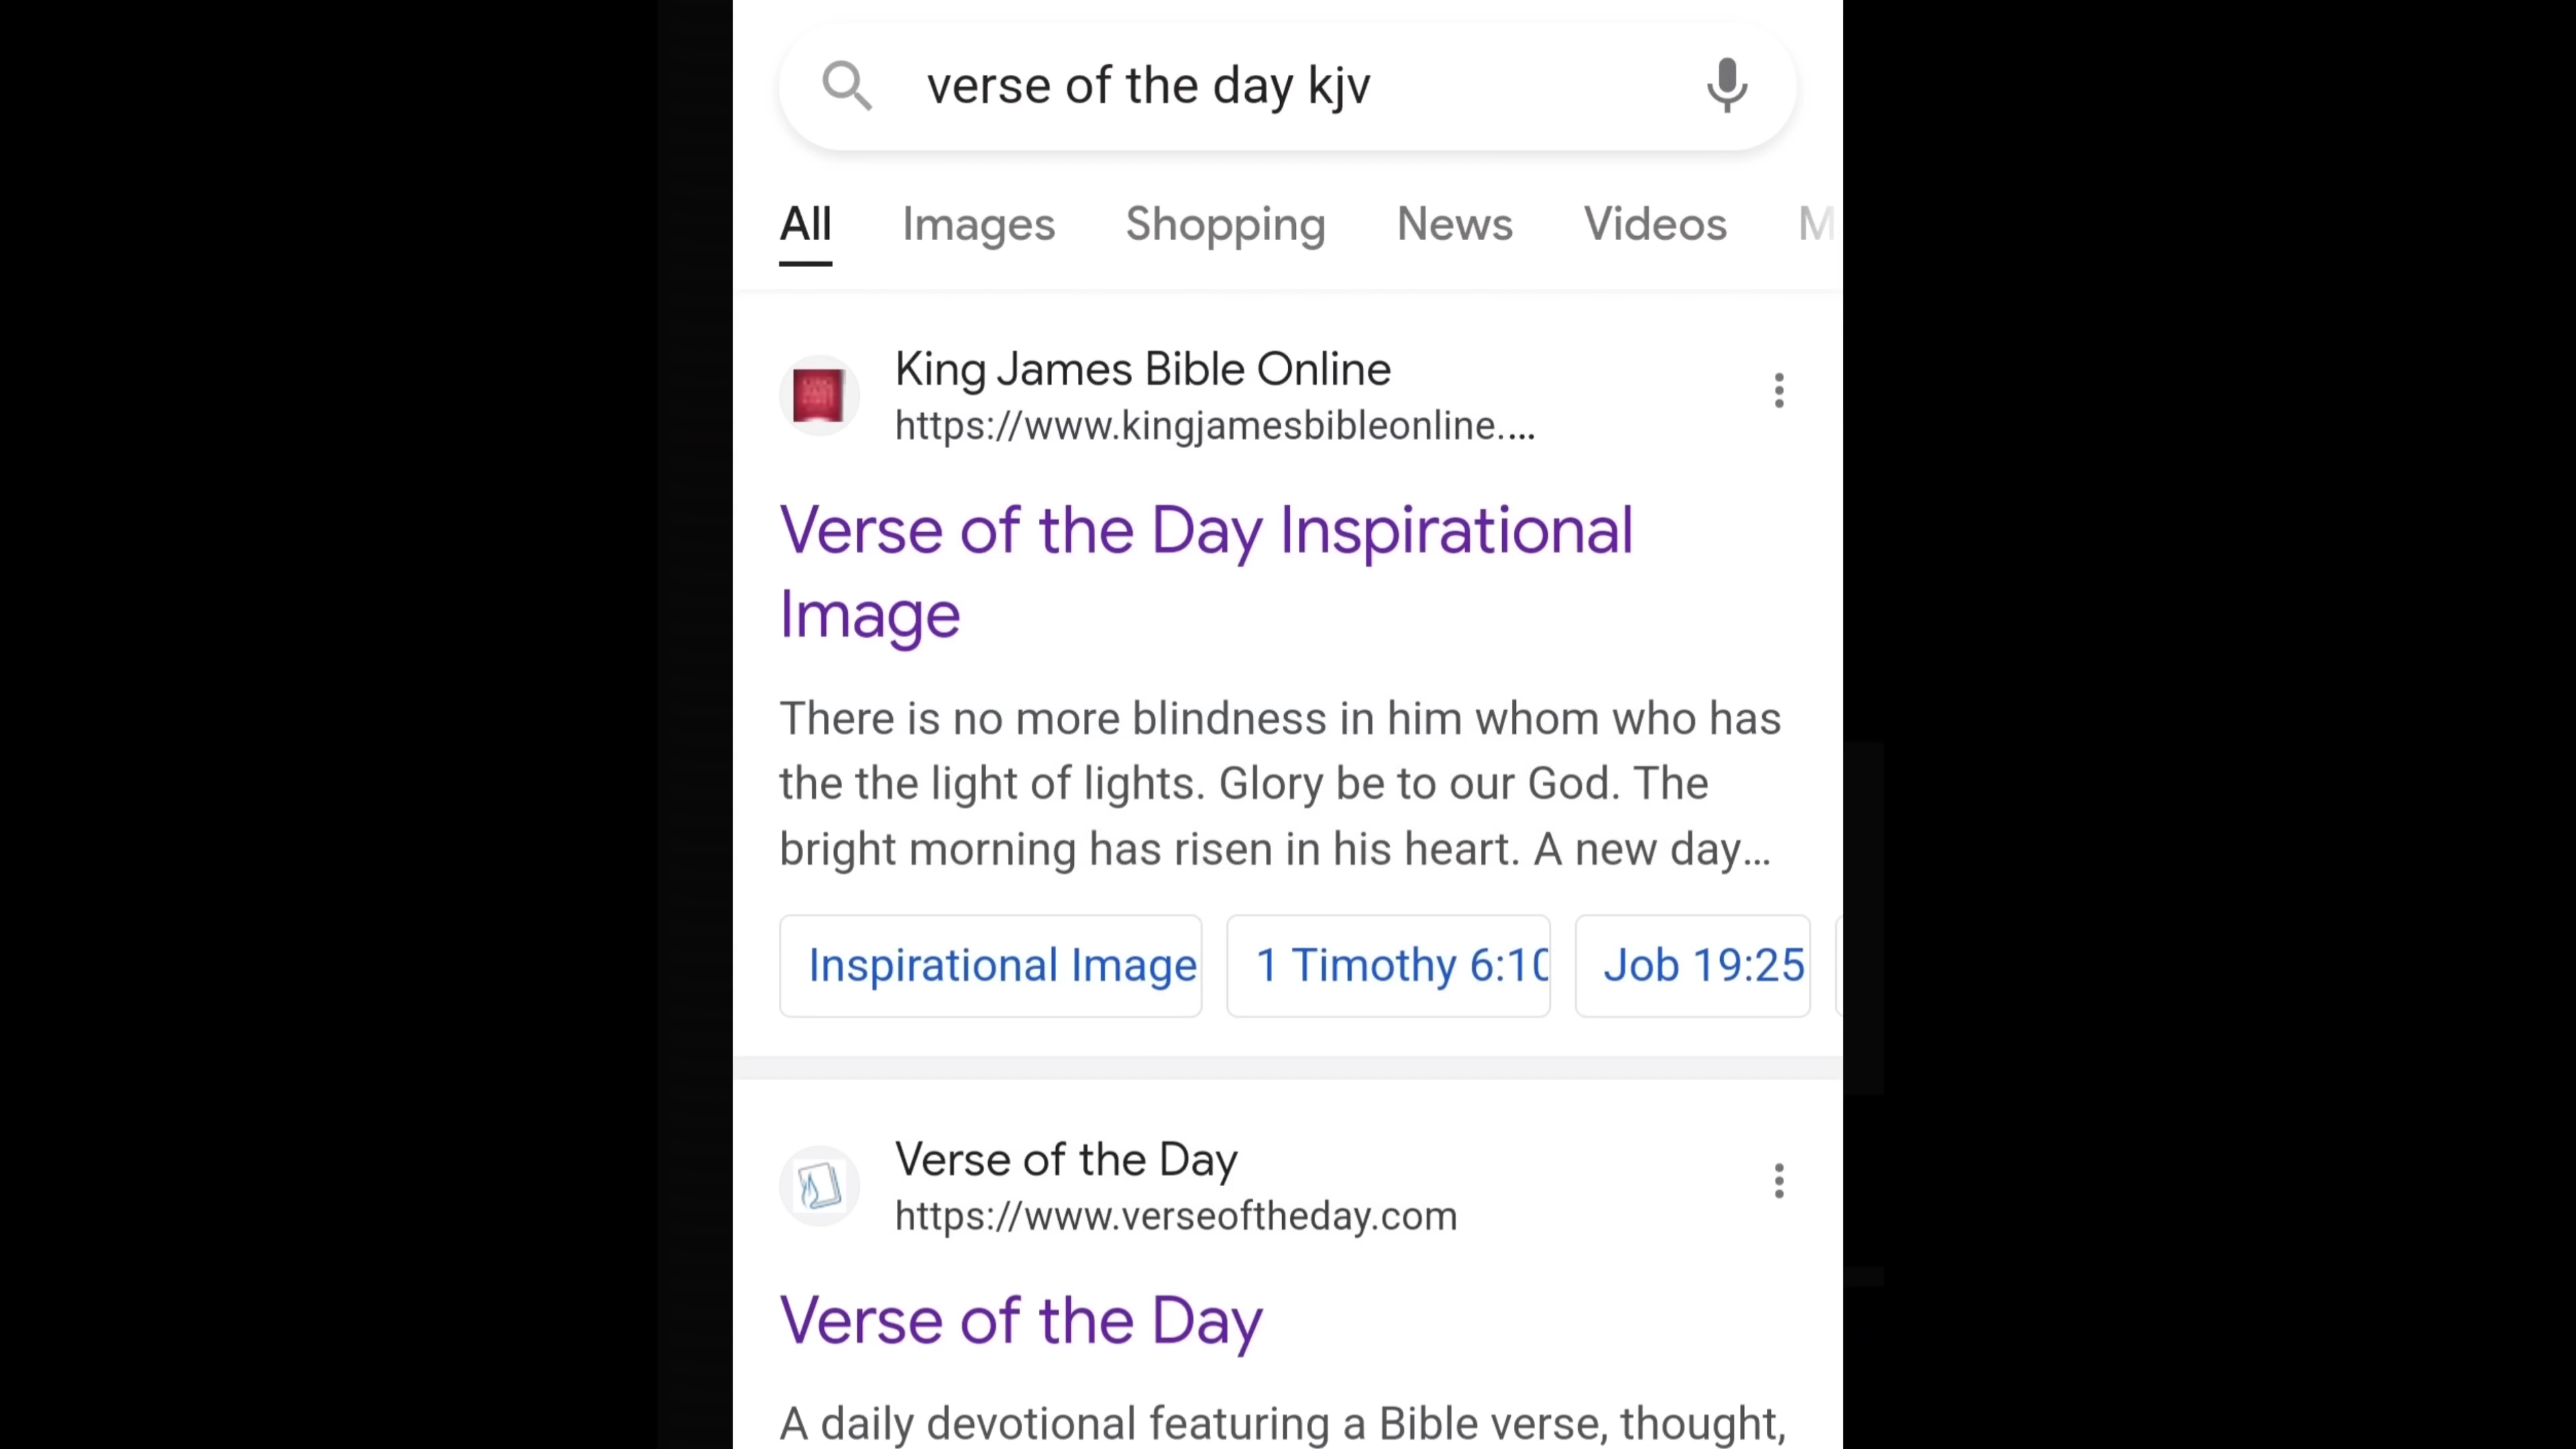 verse of the day kjv
All Images Shopping News Videos M
King James Bible Online
https://www.kingjamesbibleonline....
Verse of the Day Inspirational
Image
There is no more blindness in him whom who has
the the light of lights. Glory be to our God. The
bright morning has risen in his heart. A new day...
Inspirational Image 1 Timothy 6:10 Job 19:25
Verse of the Day
https://www.verseoftheday.com
Verse of the Day
A daily devotional featuring a Bible verse, thought,